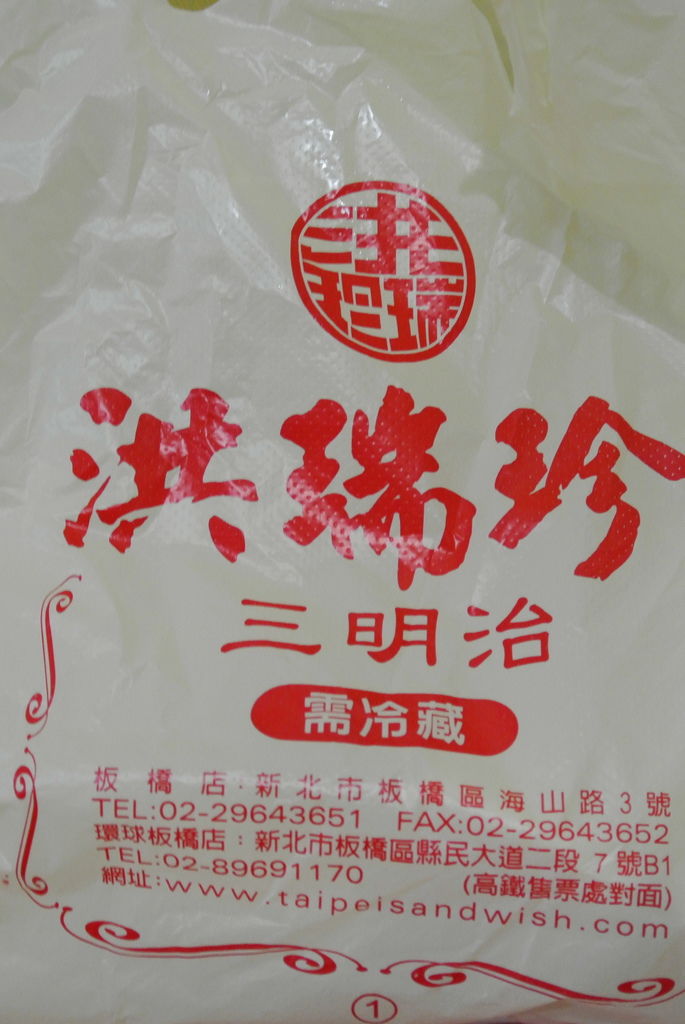 洪瑞珍
洪瑞珍
三明治
需冷藏
板橋店:新北市板橋區海山路3號
TEL:02-29643651 FAX:02-29643652
環球板橋店:新北市板橋區縣民大道二段7號B1
TEL:02-89691170 (高鐵售票處對面)
網址:www.taipeisandwish.com
1